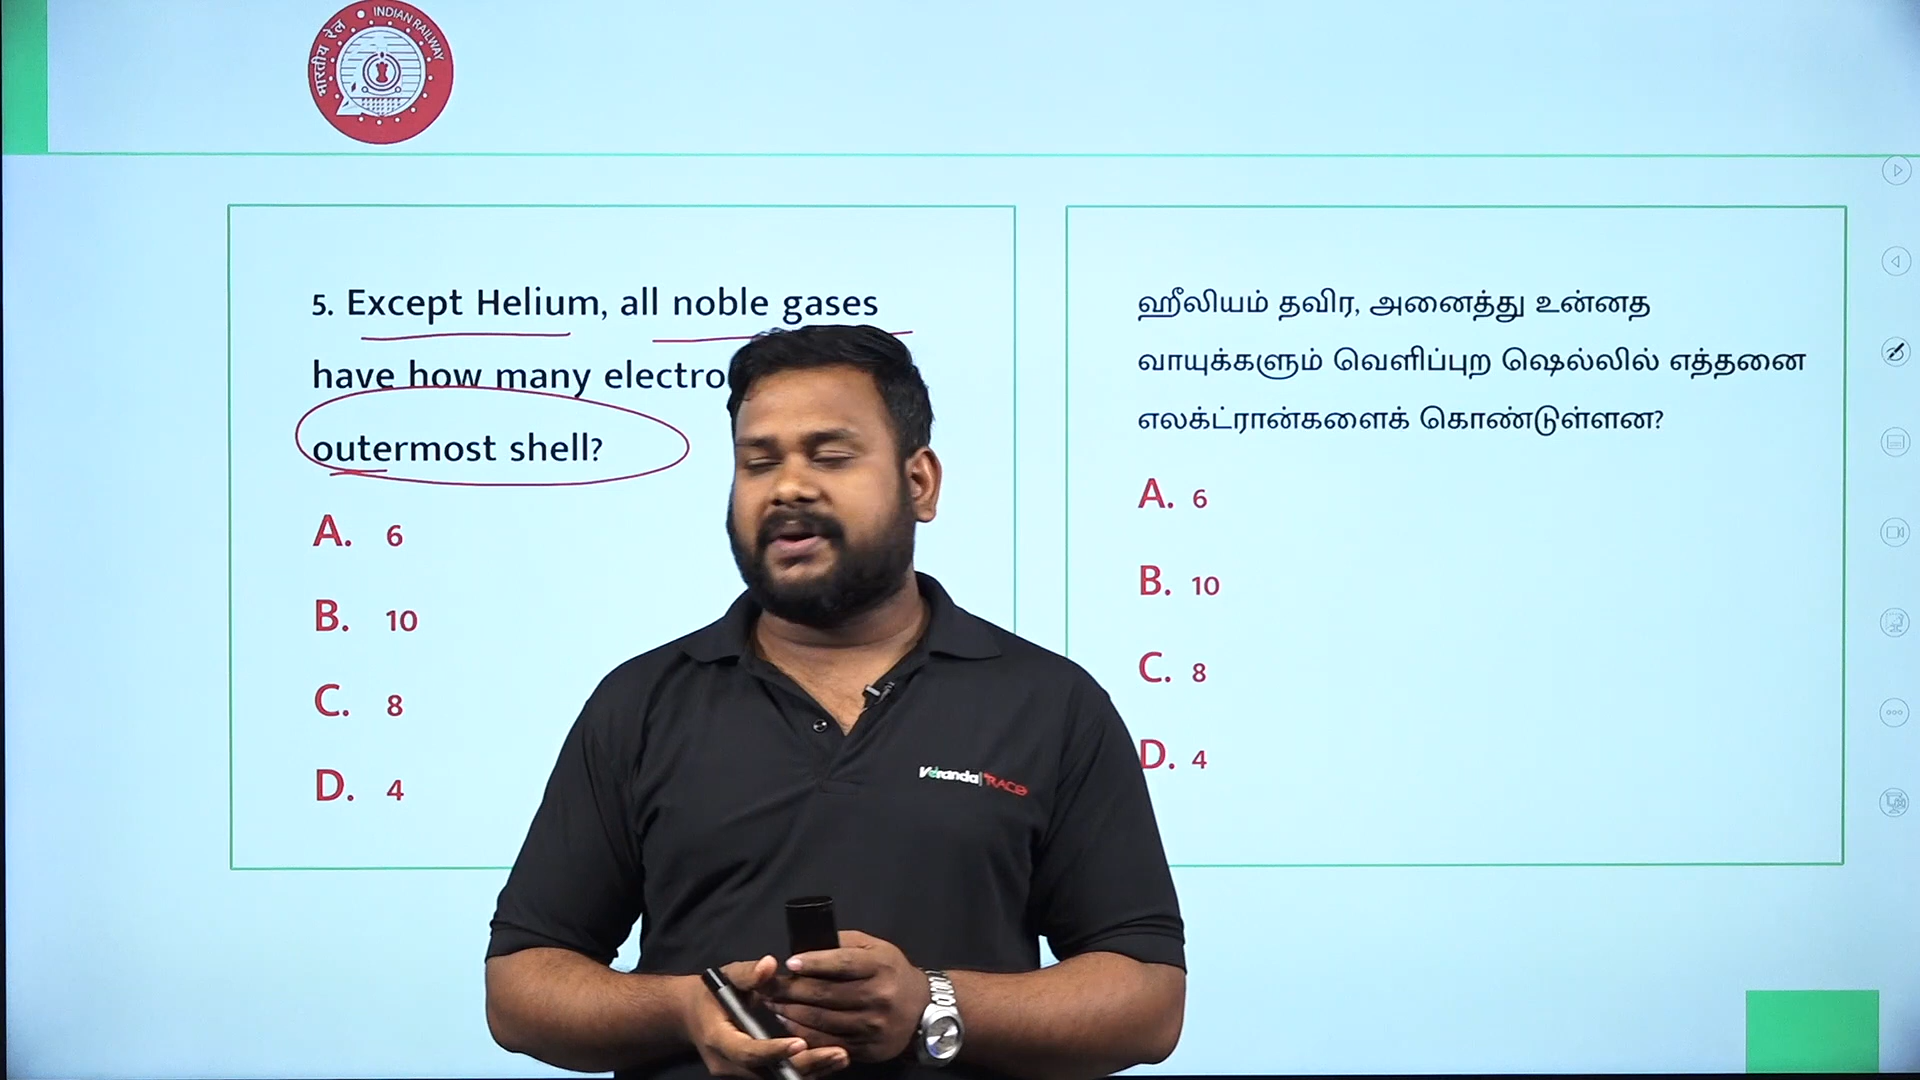 भारतीय रेल
INDIAN RAILWAY
5. Except Helium, all noble gases
have how many electro
outermost shell?
A. 6
B. 10
C. 8
D. 4
ஹீலியம் தவிர, அனைத்து உன்னத
வாயுக்களும் வெளிப்புற ஷெல்லில் எத்தனை
எலக்ட்ரான்களைக் கொண்டுள்ளன?
A. 6
B. 10
C. 8
D. 4
Veranda RACE